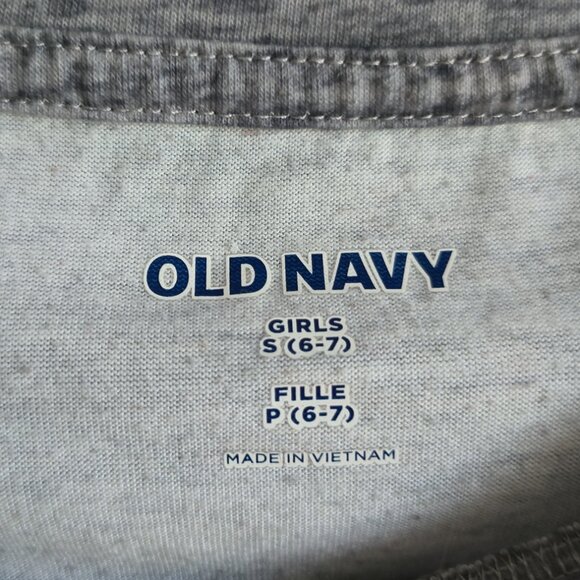 OLD NAVY
GIRLS
S (6-7)
FILLE
P (6-7)
MADE IN VIETNAM